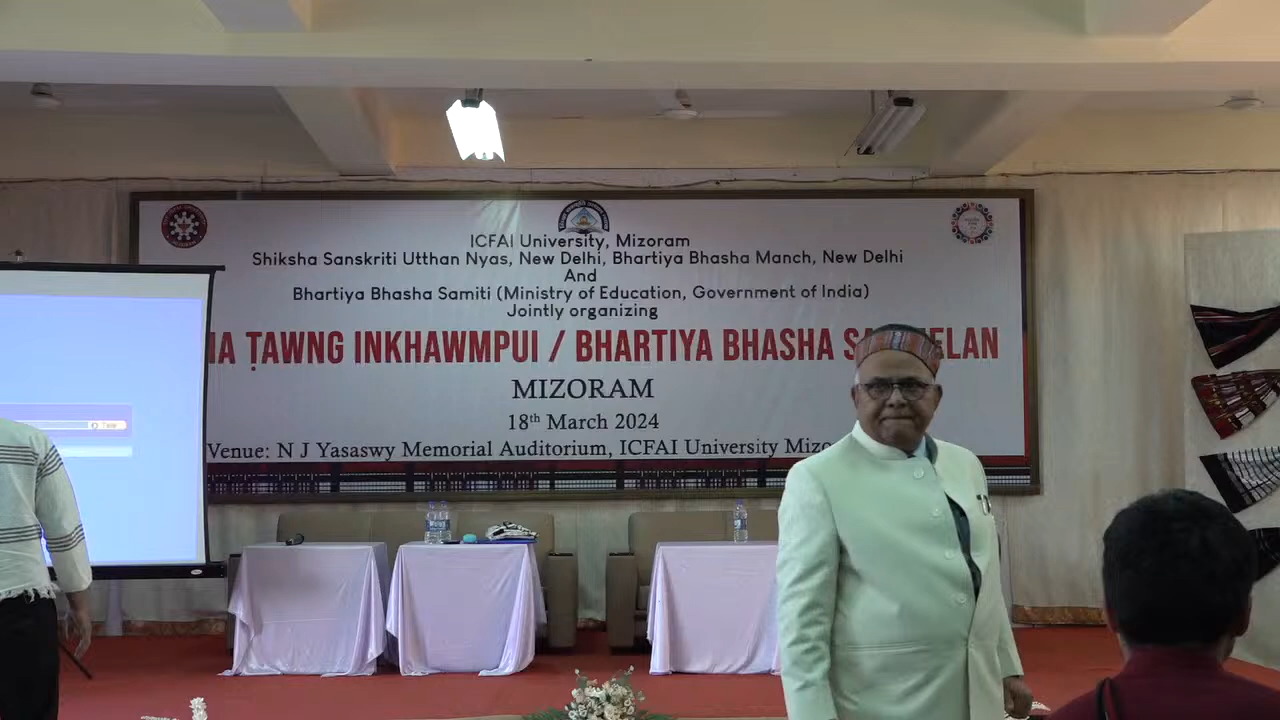 ICFAI University, Mizoram
Shiksha Sanskriti Utthan Nyas, New Delhi, Bhartiya Bhasha Manch, New Delhi
And
Bhartiya Bhasha Samiti (Ministry of Education, Government of India)
Jointly organizing
ṬAWNG INKHAWMPUI / BHARTIYA BHASHA
MIZORAM
18th March 2024
Venue: N J Yasaswy Memorial Auditorium, ICFAI University